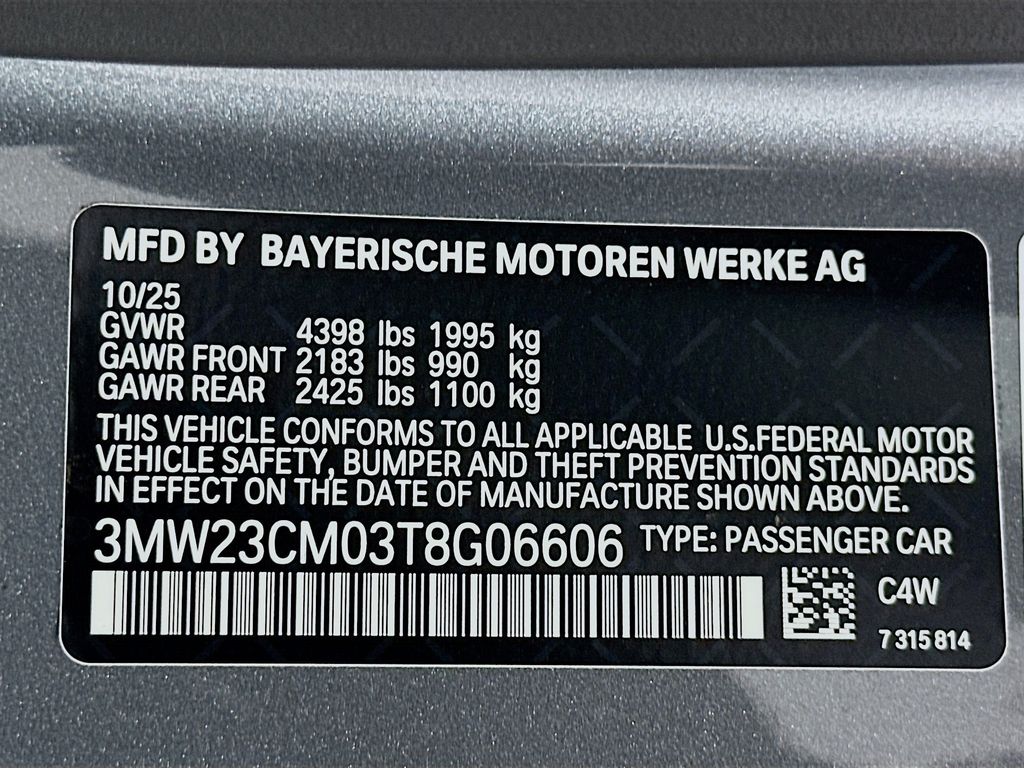 MFD BY BAYERISCHE MOTOREN WERKE AG
10/25
GVWR 4398 lbs 1995 kg
GAWR FRONT 2183 lbs 990 kg
GAWR REAR 2425 lbs 1100 kg
THIS VEHICLE CONFORMS TO ALL APPLICABLE U.S.FEDERAL MOTOR
VEHICLE SAFETY, BUMPER AND THEFT PREVENTION STANDARDS
IN EFFECT ON THE DATE OF MANUFACTURE SHOWN ABOVE.
3MW23CM03T8G06606 TYPE: PASSENGER CAR
C4W
7 315 814